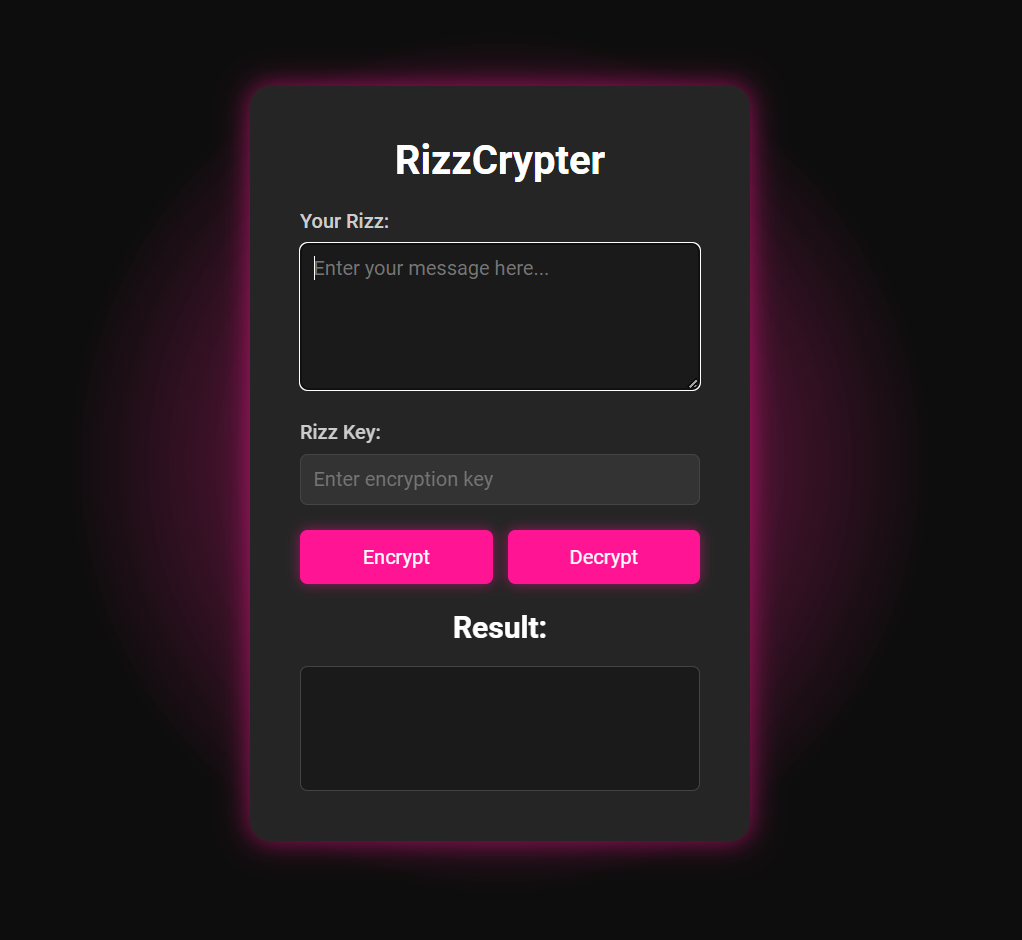 RizzCrypter
Your Rizz:
Enter your message here...
Rizz Key:
Enter encryption key
Encrypt Decrypt
Result: